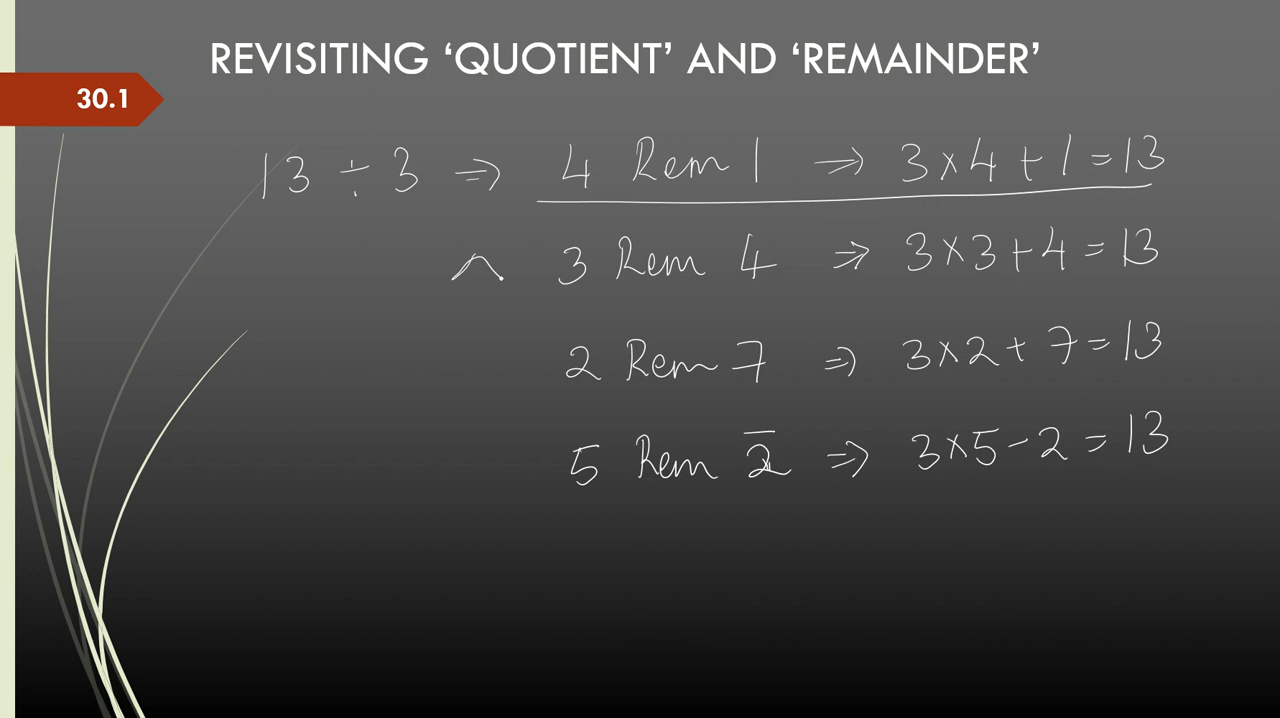 REVISITING ‘QUOTIENT’ AND ‘REMAINDER’
30.1
13 ÷ 3 ⇒ 4 Rem 1 ⇒ 3×4+1=13
3 Rem 4 ⇒ 3×3+4=13
2 Rem 7 ⇒ 3×2+7=13
5 Rem 2̅ ⇒ 3×5-2=13